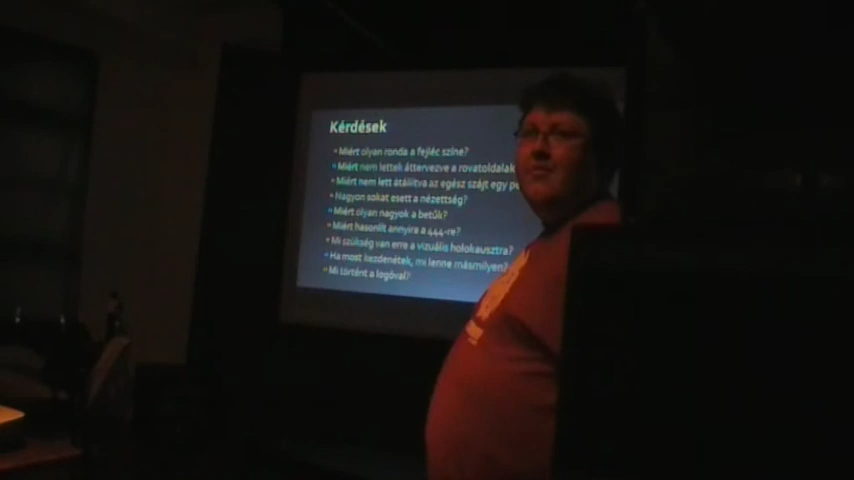 Kérdések
Miért olyan ronda a fejléc színe?
Miért nem lettek áttervezve a rovatoldalak
Miért nem lett átállítva az egész szájt egy
Nagyon sokat esett a nézettség?
Miért olyan nagyok a betűk?
Miért hasonlít annyira a 444-re?
Mi szükség van erre a vizuális holokausztra?
Ha most kezdenétek, mi lenne másmilyen?
Mi történt a logóval?